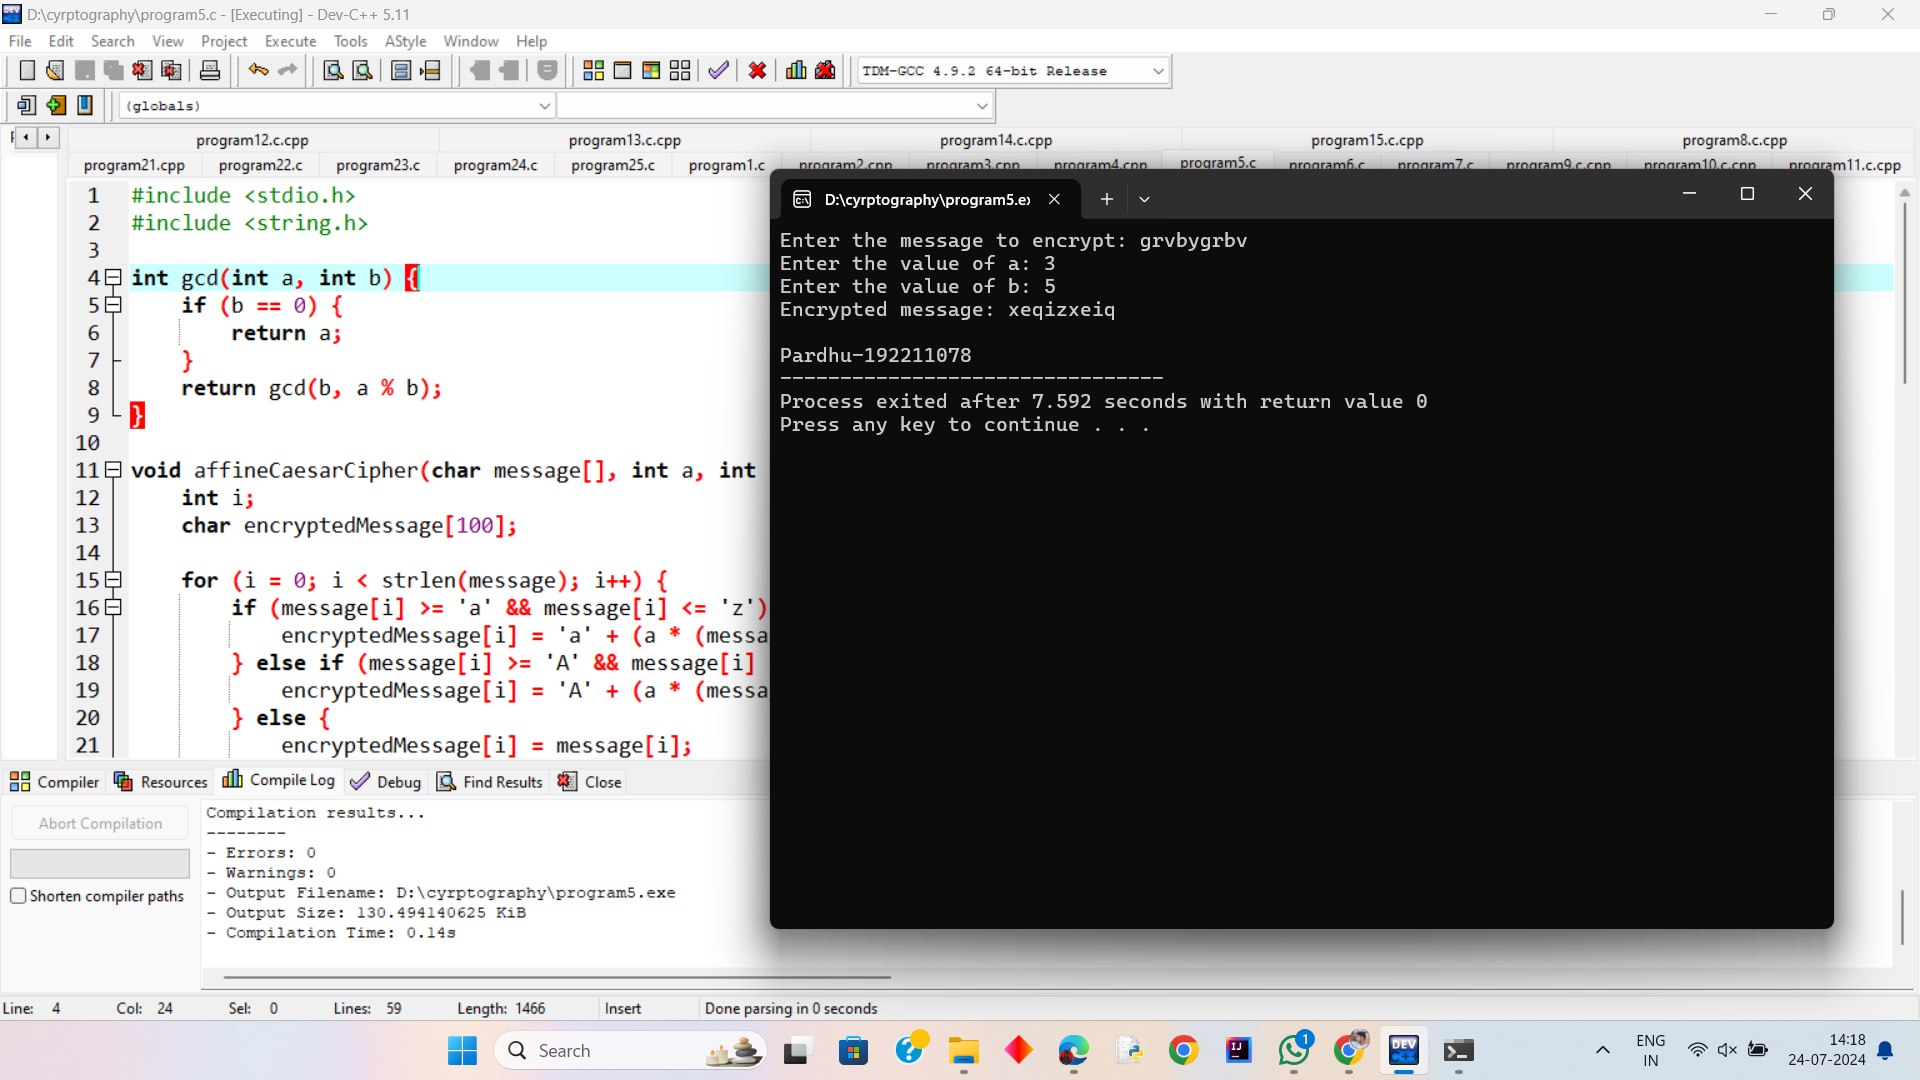 D:\cyrptography\program5.c - [Executing] - Dev-C++ 5.11
File Edit Search View Project Execute Tools AStyle Window Help
TDM-GCC 4.9.2 64-bit Release
(globals)
program12.c.cpp program13.c.cpp program14.c.cpp program15.c.cpp program8.c.cpp
program21.cpp program22.c program23.c program24.c program25.c program1.c program2.cpp program3.cpp program4.cpp program5.c program6.c program7.c program9.c.cpp program10.c.cpp program11.c.cpp
1 #include <stdio.h>
2 #include <string.h>
3
4 int gcd(int a, int b) {
5 if (b == 0) {
6 return a;
7 }
8 return gcd(b, a % b);
9 }
10
11 void affineCaesarCipher(char message[], int a, int
12 int i;
13 char encryptedMessage[100];
14
15 for (i = 0; i < strlen(message); i++) {
16 if (message[i] >= 'a' && message[i] <= 'z')
17 encryptedMessage[i] = 'a' + (a * (messa
18 } else if (message[i] >= 'A' && message[i]
19 encryptedMessage[i] = 'A' + (a * (messa
20 } else {
21 encryptedMessage[i] = message[i];
D:\cyrptography\program5.ex
Enter the message to encrypt: grvbygrbv
Enter the value of a: 3
Enter the value of b: 5
Encrypted message: xeqizxeiq
Pardhu-192211078
--------------------------------
Process exited after 7.592 seconds with return value 0
Press any key to continue . . .
Compiler Resources Compile Log Debug Find Results Close
Abort Compilation
Shorten compiler paths
Compilation results...
--------
- Errors: 0
- Warnings: 0
- Output Filename: D:\cyrptography\program5.exe
- Output Size: 130.494140625 KiB
- Compilation Time: 0.14s
Line: 4 Col: 24 Sel: 0 Lines: 59 Length: 1466 Insert Done parsing in 0 seconds
Search
ENG
IN
14:18
24-07-2024